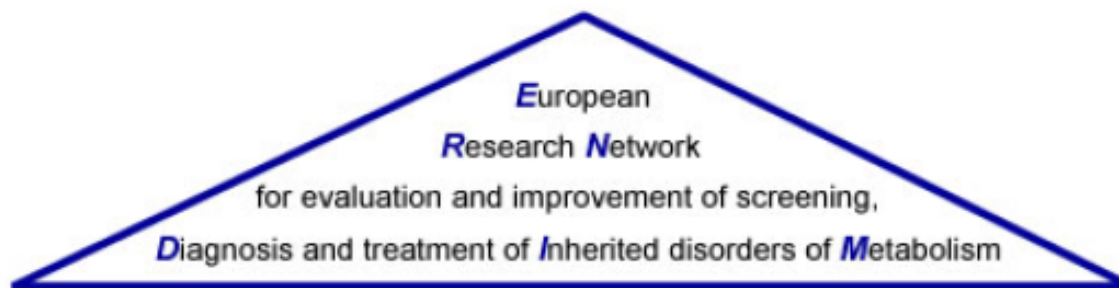 European
Research Network
for evaluation and improvement of screening,
Diagnosis and treatment of Inherited disorders of Metabolism